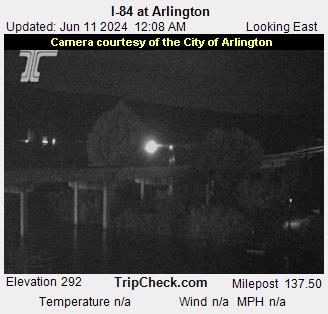 I-84 at Arlington
Updated: Jun 11 2024 12:08 AM Looking East
Camera courtesy of the City of Arlington
Elevation 292 TripCheck.com Milepost 137.50
Temperature n/a Wind n/a MPH n/a